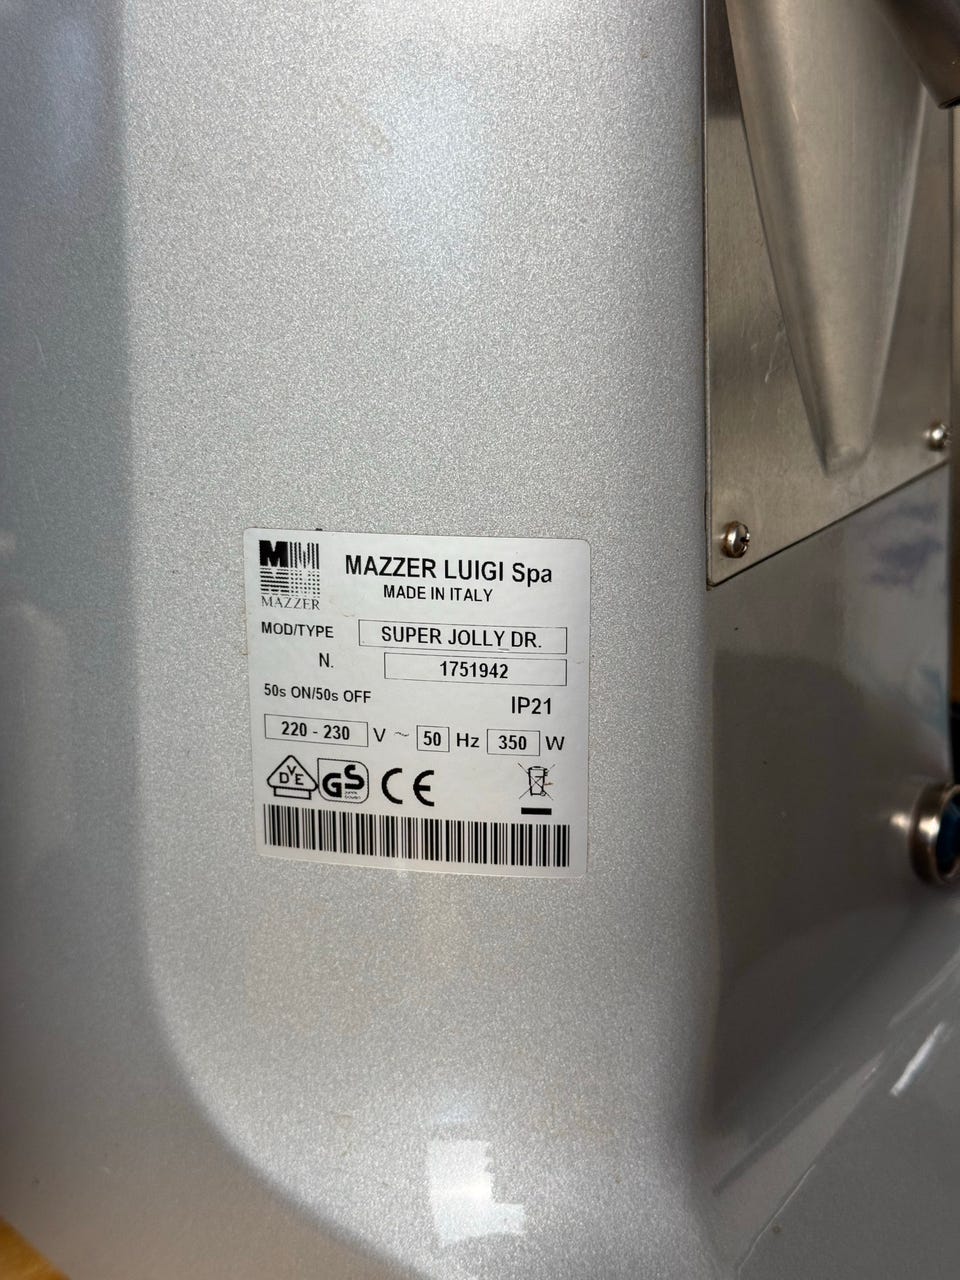 MAZZER
MAZZER LUIGI Spa
MADE IN ITALY
MOD/TYPE SUPER JOLLY DR.
N. 1751942
50s ON/50s OFF IP21
220 - 230 V ~ 50 Hz 350 W
DVE GS CE